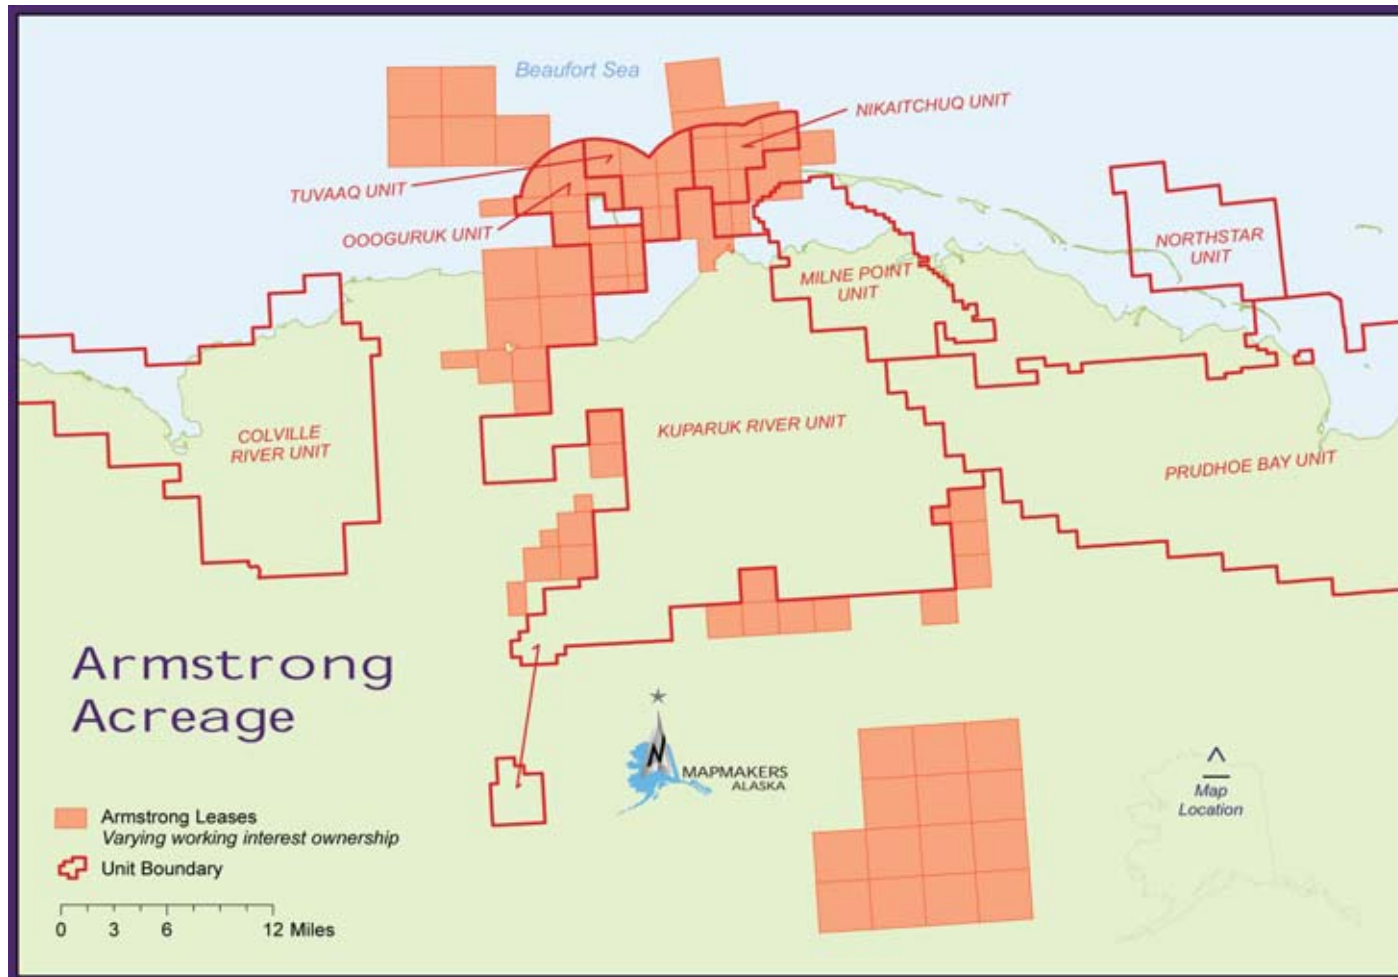 Beaufort Sea
NIKAITCHUQ UNIT
TUVAAQ UNIT
OOOGURUK UNIT
NORTHSTAR
UNIT
MILNE POINT
UNIT
COLVILLE
RIVER UNIT
KUPARUK RIVER UNIT
PRUDHOE BAY UNIT
Armstrong
Acreage
N
MAPMAKERS
ALASKA
Map
Location
Armstrong Leases
Varying working interest ownership
Unit Boundary
0 3 6 12 Miles